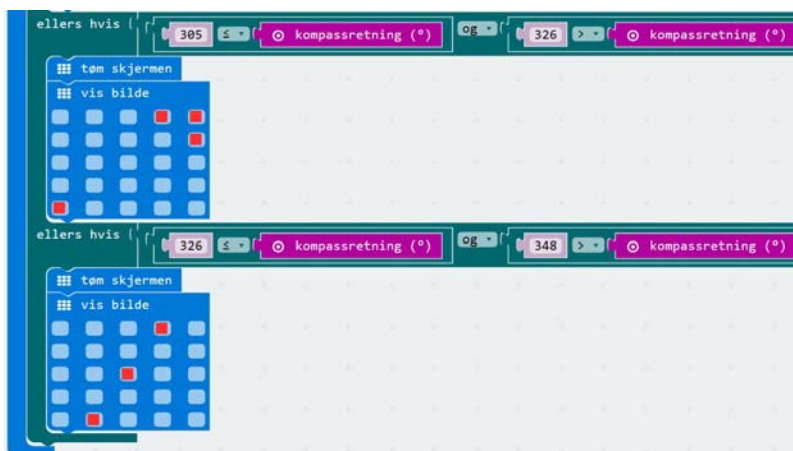 ellers hvis 305 ≤ kompassretning (°) og 326 > kompassretning (°)
tøm skjermen
vis bilde
ellers hvis 326 ≤ kompassretning (°) og 348 > kompassretning (°)
tøm skjermen
vis bilde